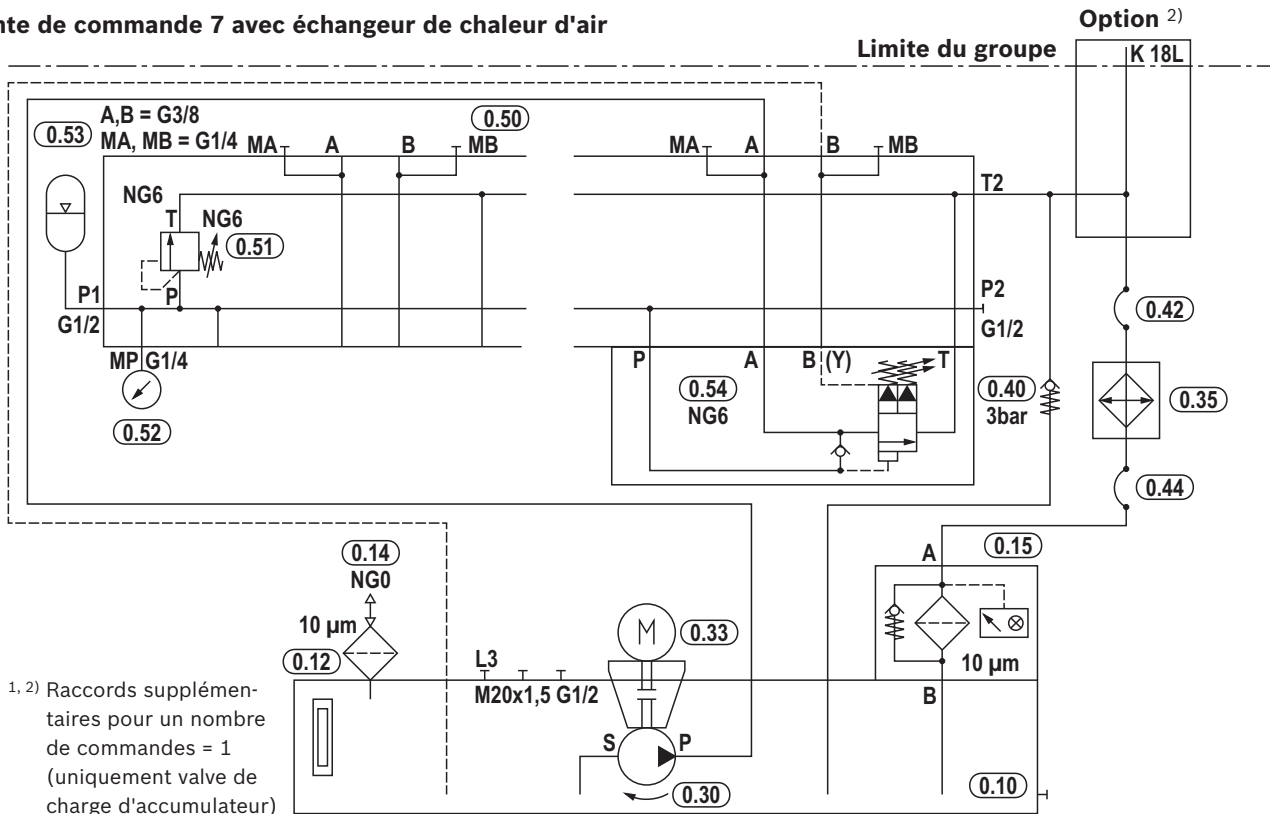 nte de commande 7 avec échangeur de chaleur d'air
Option 2)
Limite du groupe
K 18L
A,B = G3/8
0.53
0.50
MA, MB = G1/4
MA
A
B
MB
MA
A
B
MB
T2
NG6
T
NG6
0.51
P1
P
P2
G1/2
G1/2
MP
G1/4
0.52
P
A
B
(Y)
T
0.54
NG6
0.40
3bar
0.42
0.35
0.44
0.14
NG0
A
0.15
10 µm
M
0.33
0.12
L3
10 µm
M20x1,5 G1/2
B
S
P
0.30
0.10
1, 2) Raccords supplémen-
taires pour un nombre
de commandes = 1
(uniquement valve de
charge d'accumulateur)